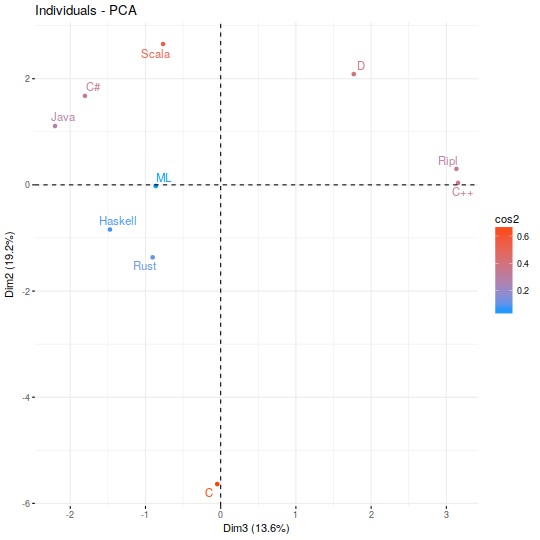 Individuals - PCA
Scala
D
C#
Java
Ripl
ML
C++
Haskell
Rust
C
2
0
-2
-4
-6
-2
-1
0
1
2
3
Dim2 (19.2%)
Dim3 (13.6%)
cos2
0.6
0.4
0.2